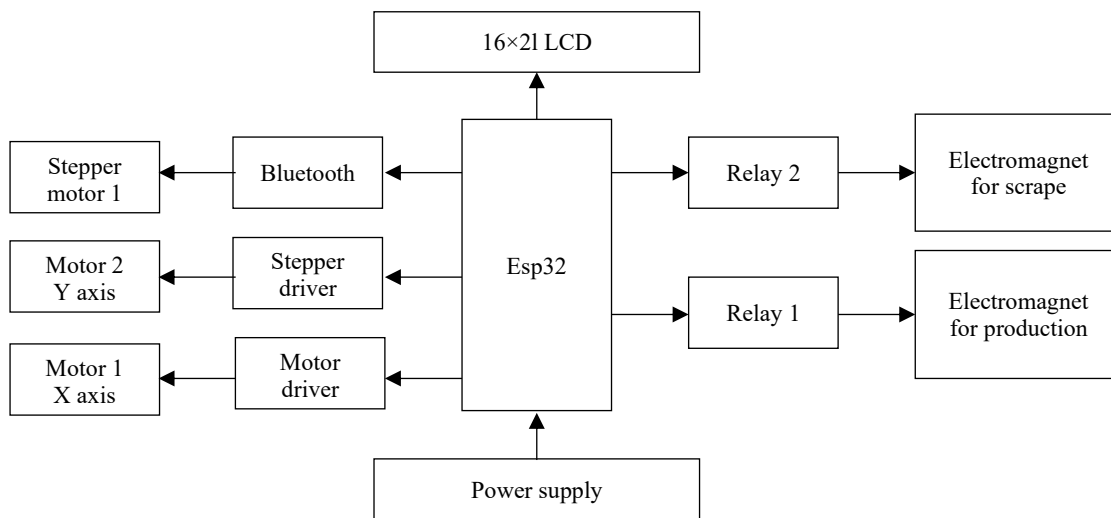 16×2l LCD
Stepper
motor 1
Bluetooth
Relay 2
Electromagnet
for scrape
Motor 2
Y axis
Stepper
driver
Esp32
Relay 1
Electromagnet
for production
Motor 1
X axis
Motor
driver
Power supply